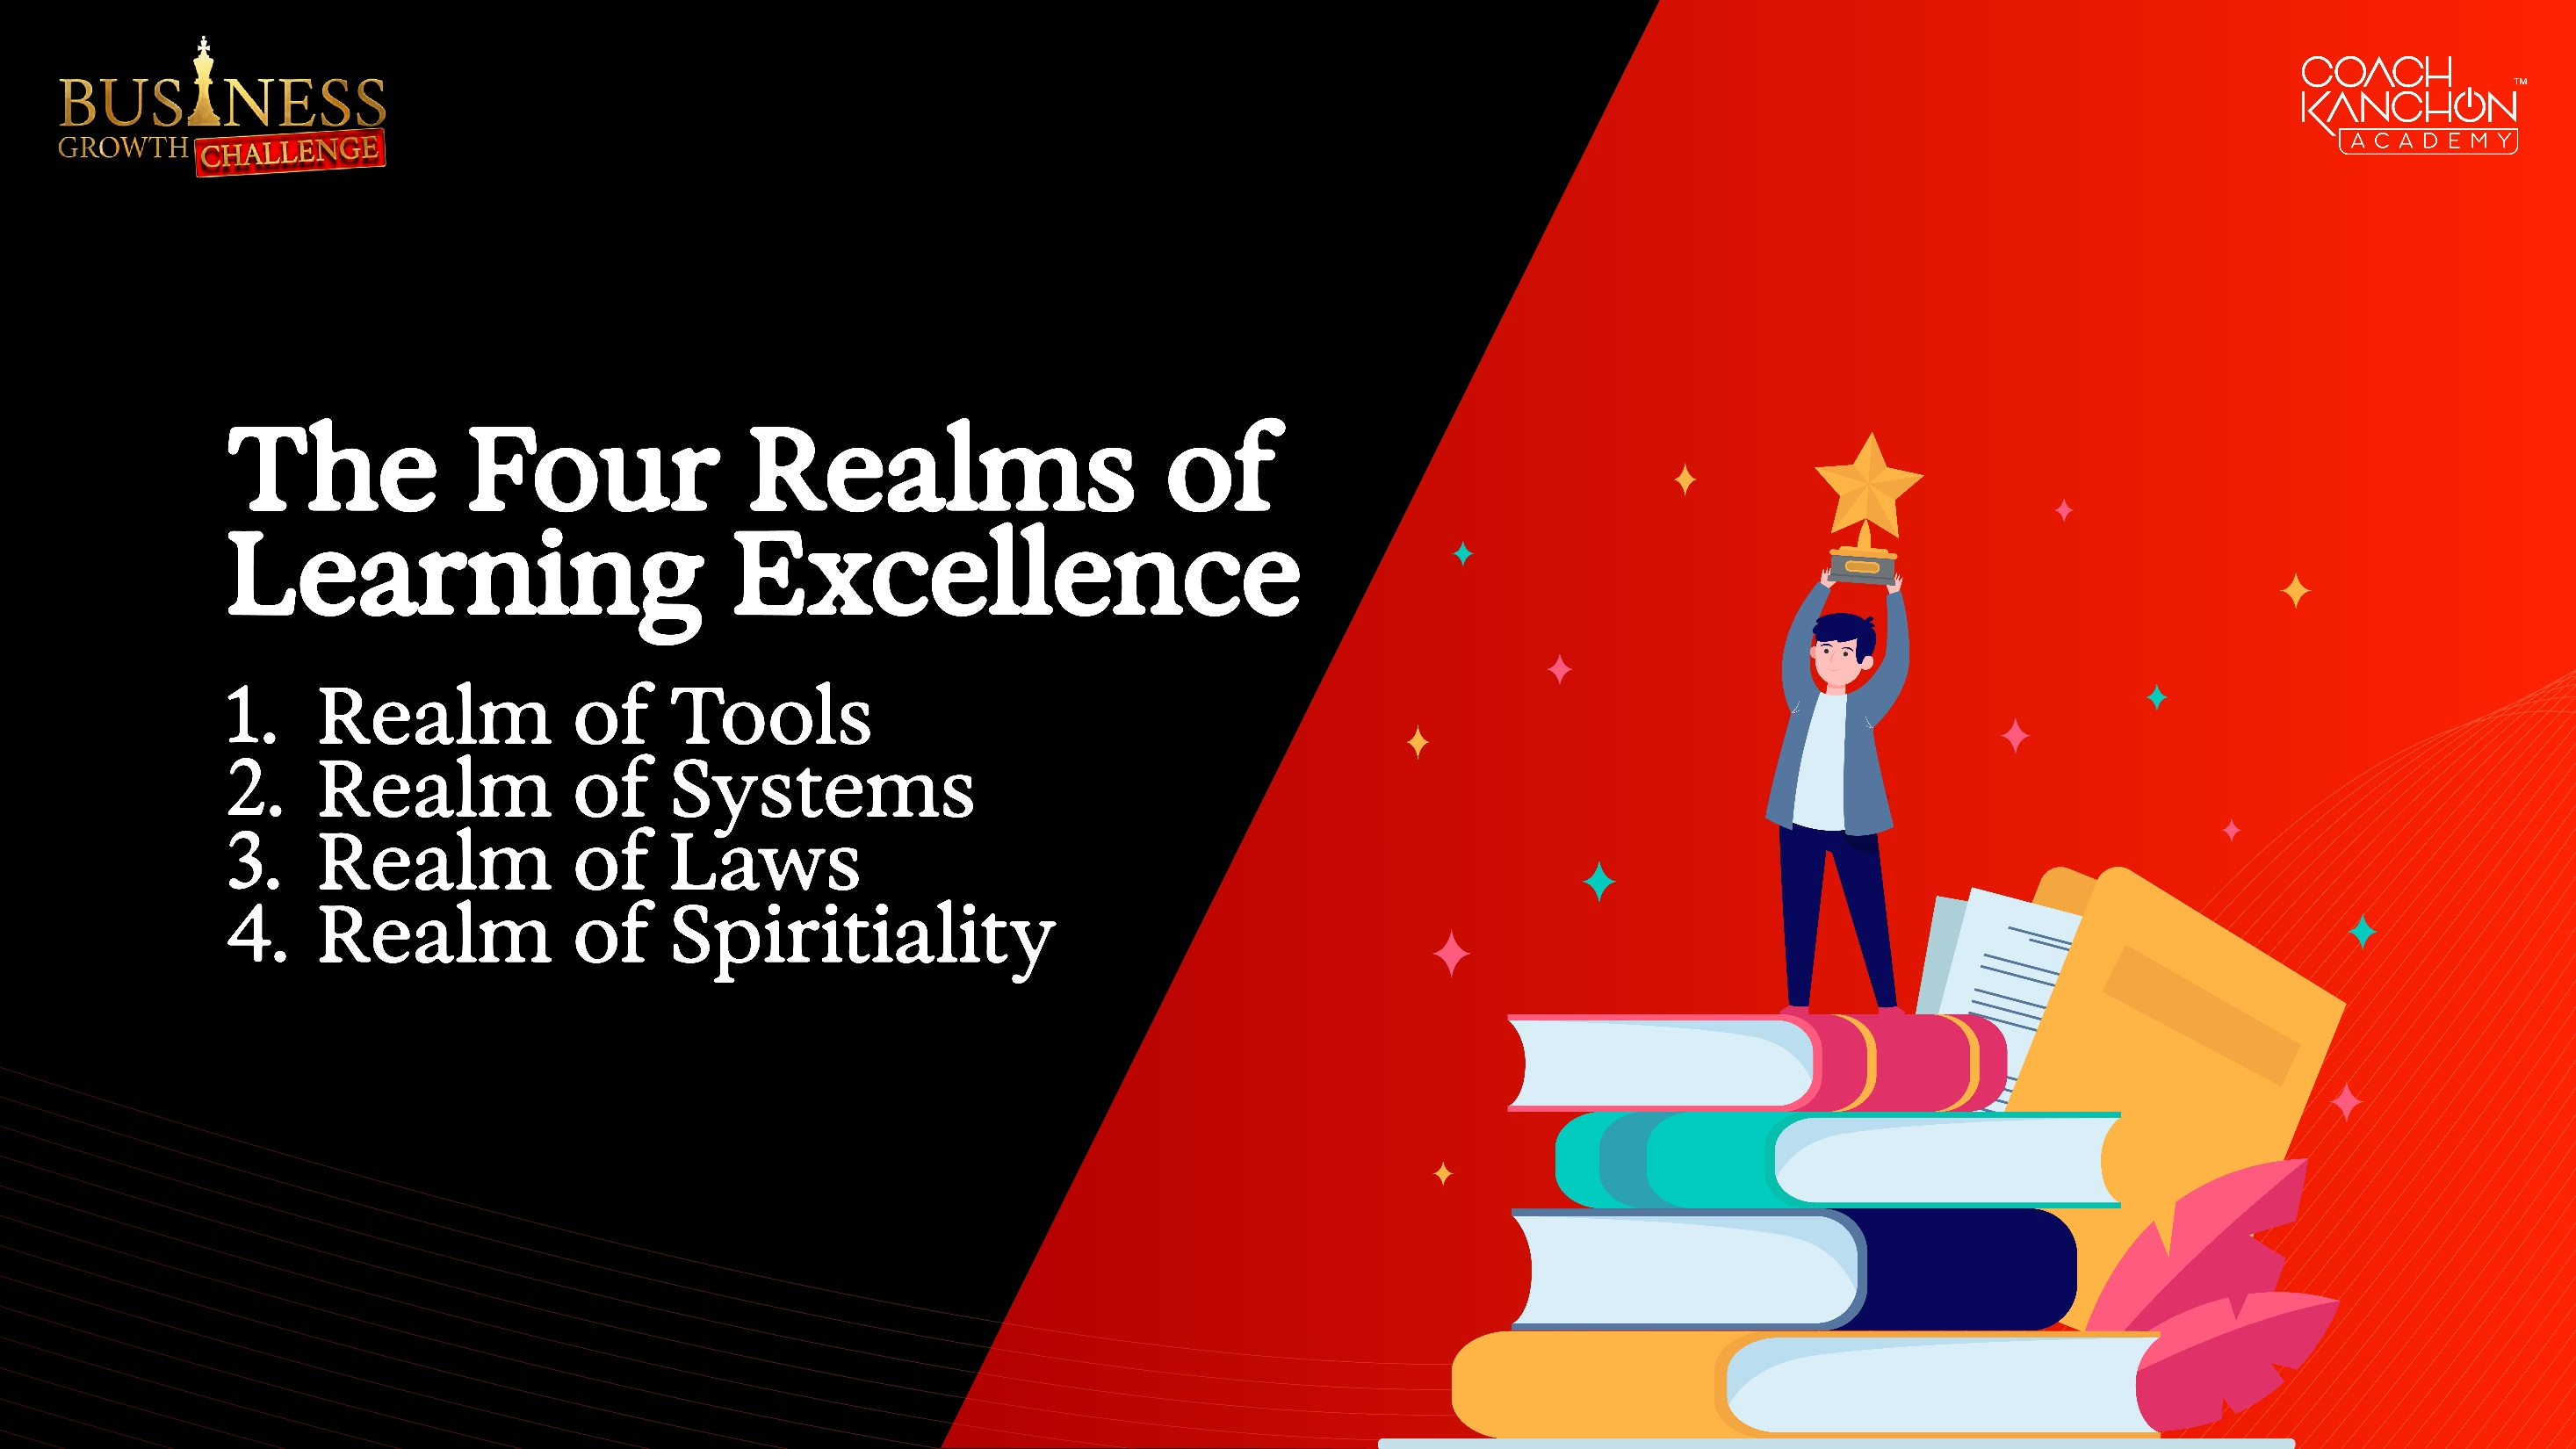 BUSINESS
GROWTH CHALLENGE
COACH
KANCHON
ACADEMY
TM
The Four Realms of
Learning Excellence
1. Realm of Tools
2. Realm of Systems
3. Realm of Laws
4. Realm of Spiritiality